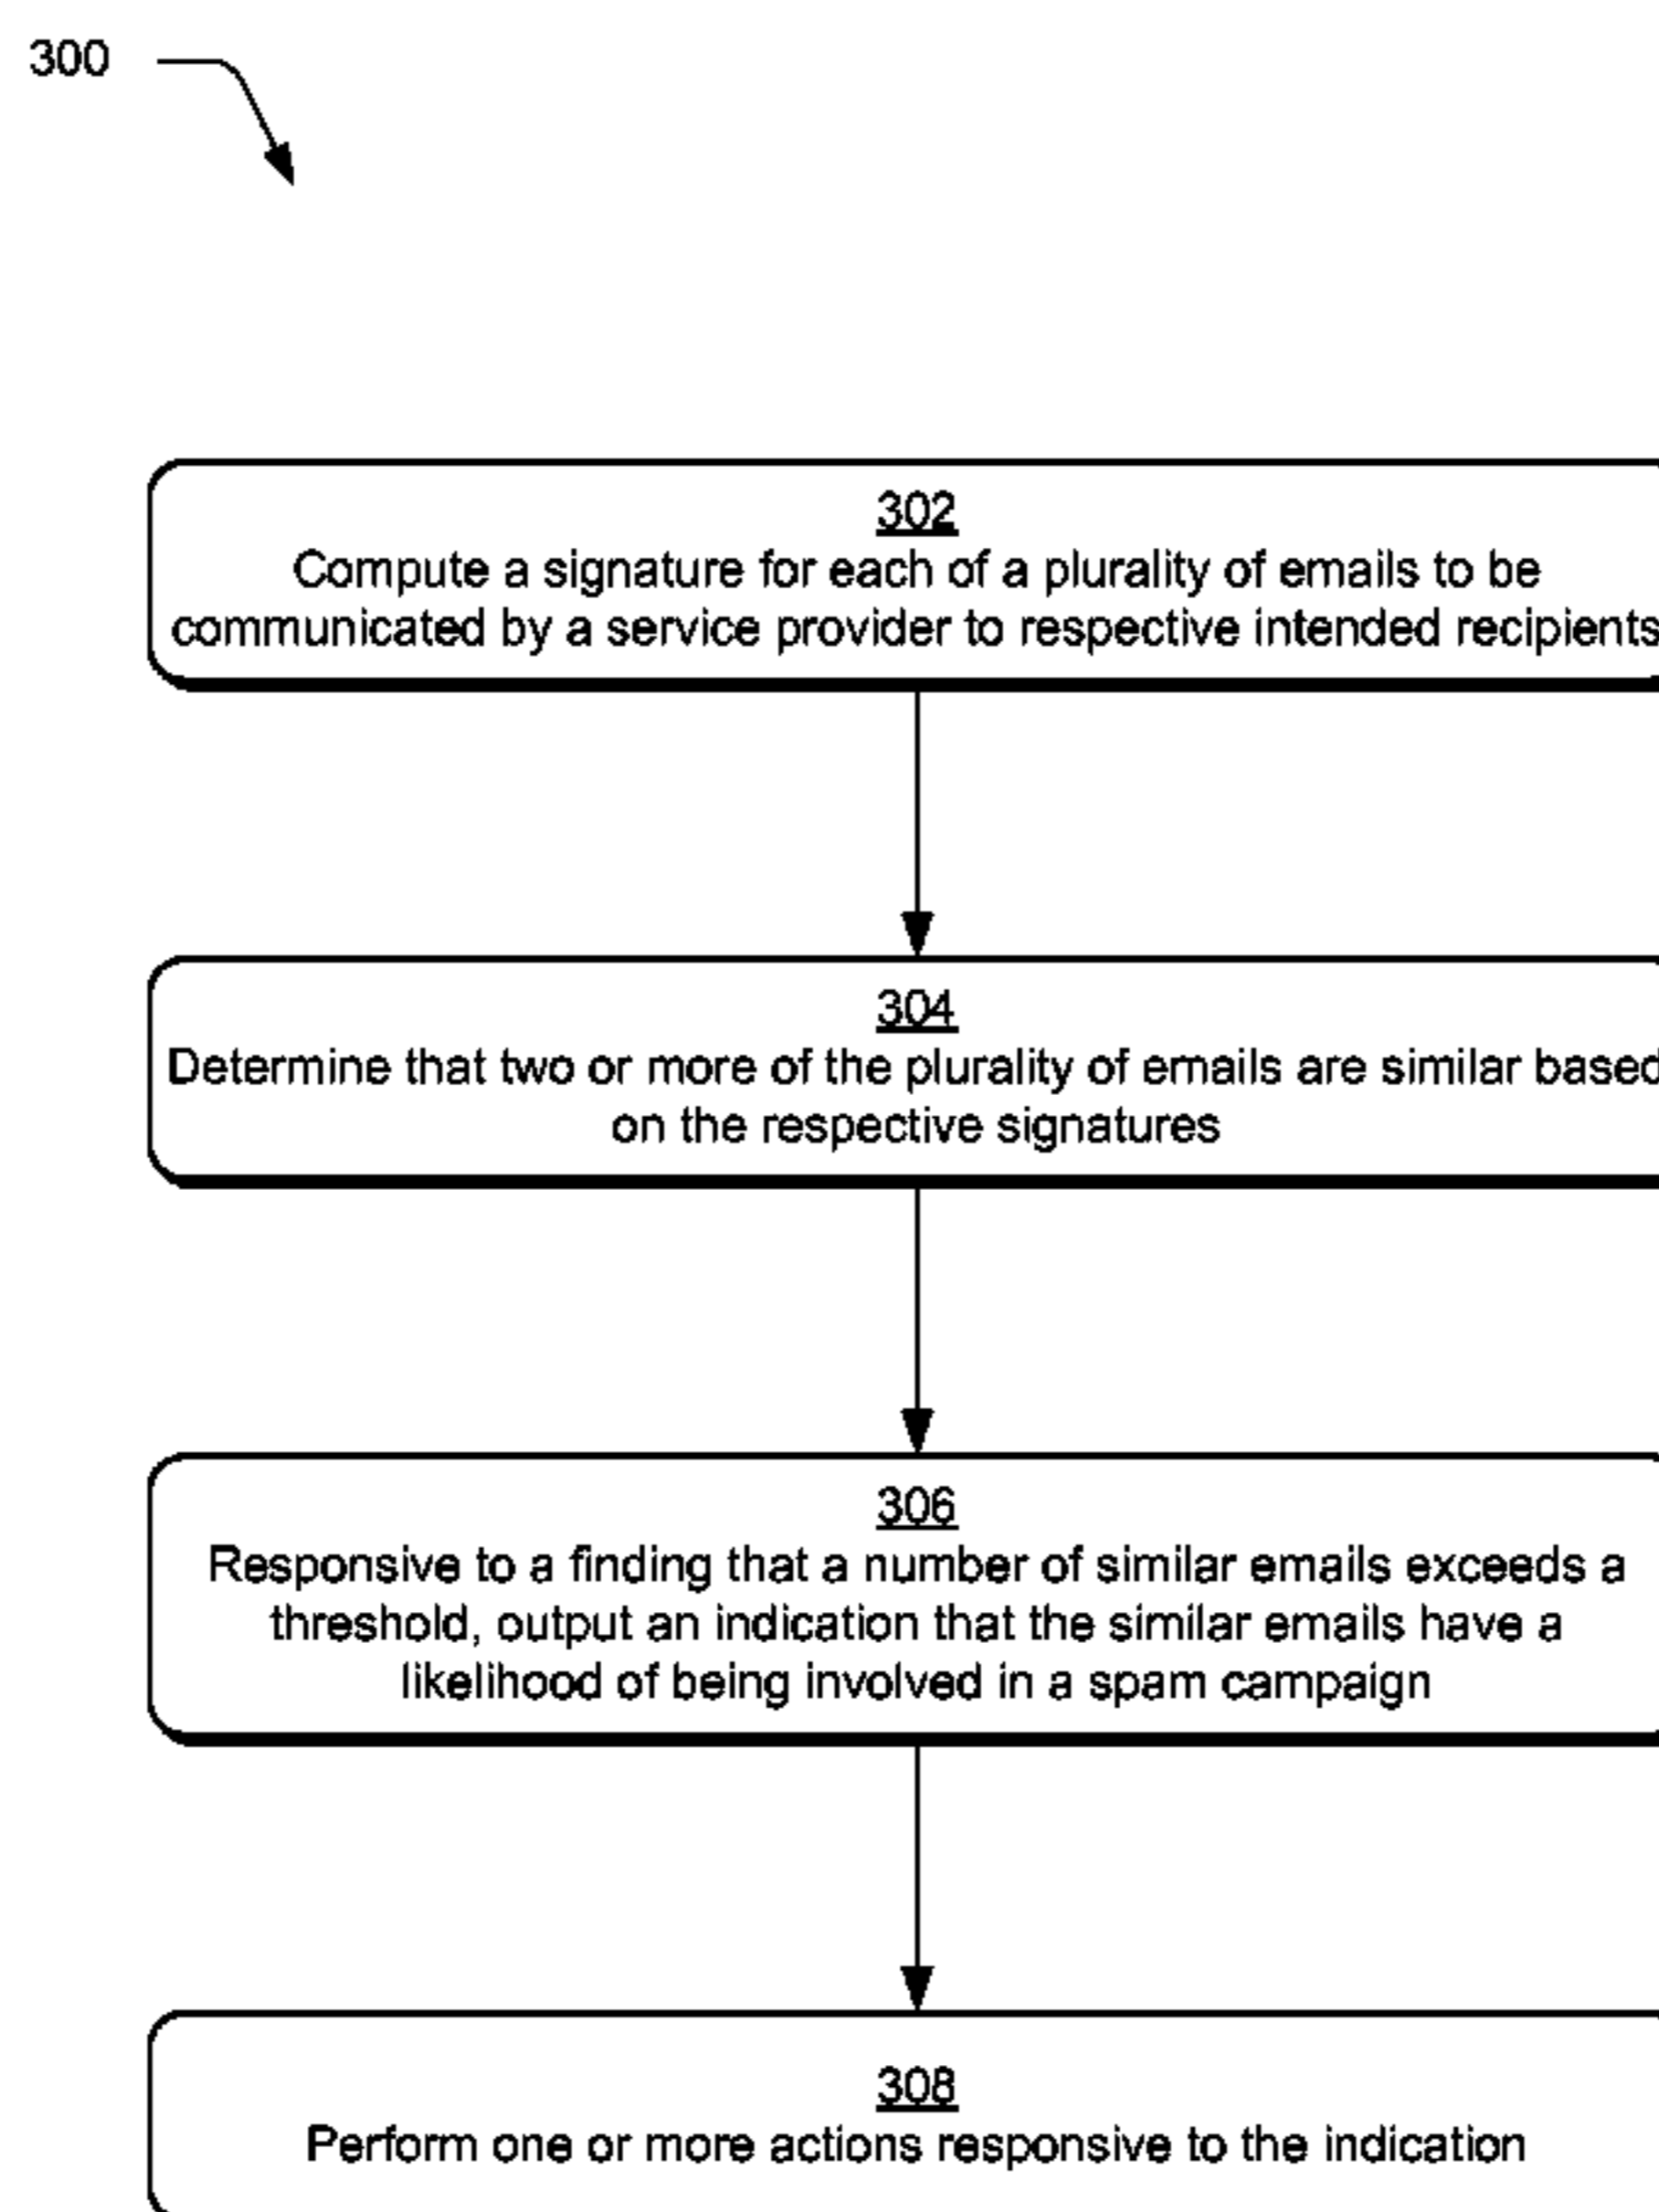 300
302
Compute a signature for each of a plurality of emails to be
communicated by a service provider to respective intended recipients
304
Determine that two or more of the plurality of emails are similar based
on the respective signatures
306
Responsive to a finding that a number of similar emails exceeds a
threshold, output an indication that the similar emails have a
likelihood of being involved in a spam campaign
308
Perform one or more actions responsive to the indication